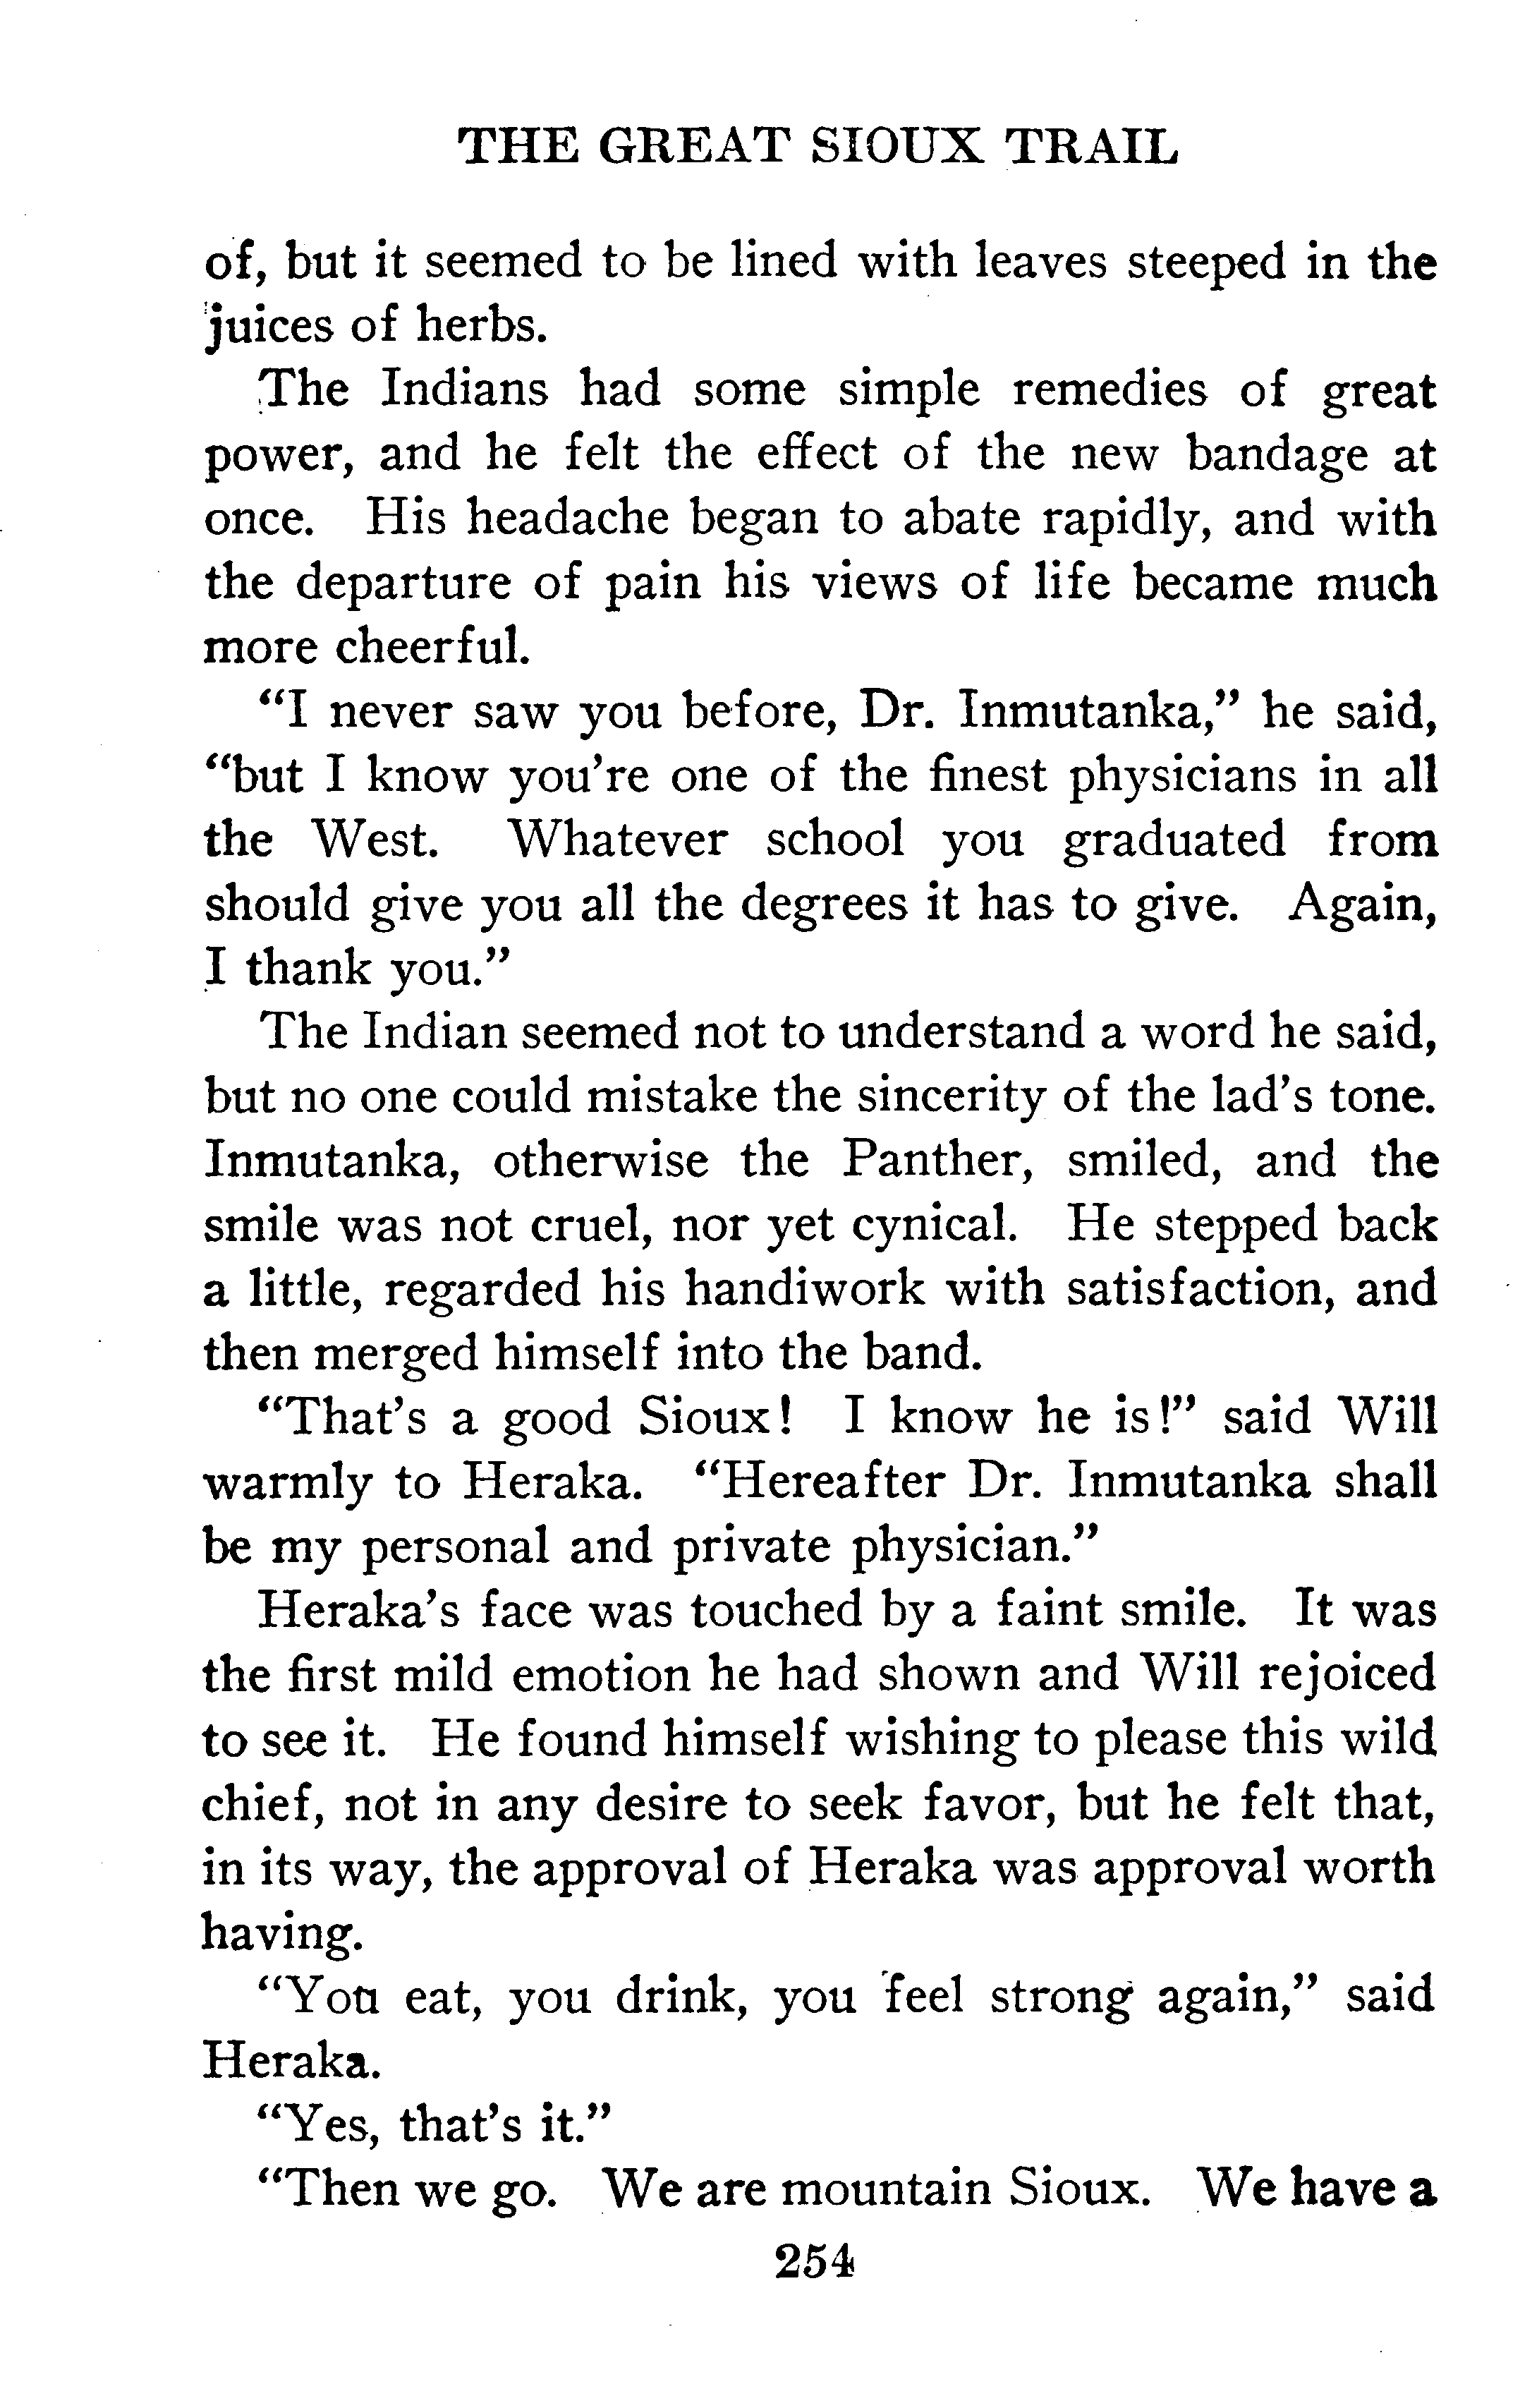 THE GREAT SIOUX TRAIL
of, but it seemed to be lined with leaves steeped in the
juices of herbs.
The Indians had some simple remedies of great
power, and he felt the effect of the new bandage at
once. His headache began to abate rapidly, and with
the departure of pain his views of life became much
more cheerful.
“I never saw you before, Dr. Inmutanka,” he said,
“but I know you're one of the finest physicians in all
the West. Whatever school you graduated from
should give you all the degrees it has to give. Again,
I thank you.”
The Indian seemed not to understand a word he said,
but no one could mistake the sincerity of the lad's tone.
Inmutanka, otherwise the Panther, smiled, and the
smile was not cruel, nor yet cynical. He stepped back
a little, regarded his handiwork with satisfaction, and
then merged himself into the band.
“That's a good Sioux! I know he is!” said Will
warmly to Heraka. “Hereafter Dr. Inmutanka shall
be my personal and private physician.”
Heraka's face was touched by a faint smile. It was
the first mild emotion he had shown and Will rejoiced
to see it. He found himself wishing to please this wild
chief, not in any desire to seek favor, but he felt that,
in its way, the approval of Heraka was approval worth
having.
“You eat, you drink, you feel strong again,” said
Heraka.
“Yes, that's it.”
“Then we go. We are mountain Sioux. We have a
254